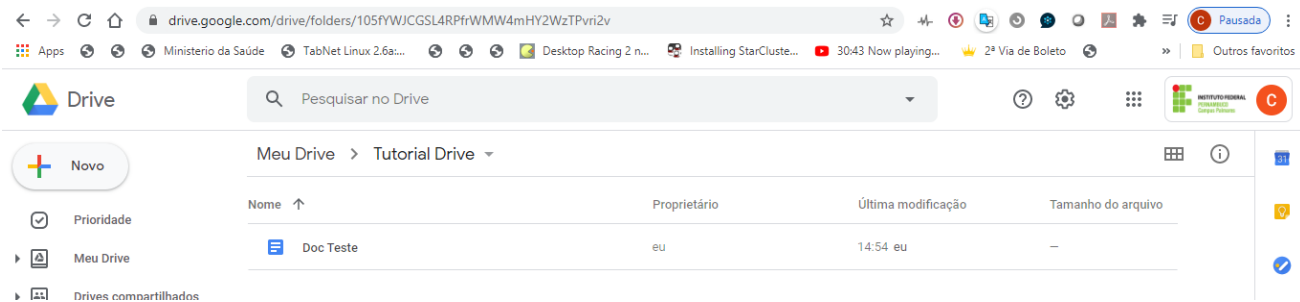 drive.google.com/drive/folders/105fYWJCGSL4RPfrWMW4mHY2WzTPvri2v
C Pausada
Apps Ministerio da Saúde TabNet Linux 2.6a:... Desktop Racing 2 n... Installing StarCluste... 30:43 Now playing... 2ª Via de Boleto » Outros favoritos
Drive
Pesquisar no Drive
INSTITUTO FEDERAL
PERNAMBUCO
C
Novo
Meu Drive > Tutorial Drive
31
Nome Proprietário Última modificação Tamanho do arquivo
Prioridade
Doc Teste eu 14:54 eu —
Meu Drive
Drives compartilhados